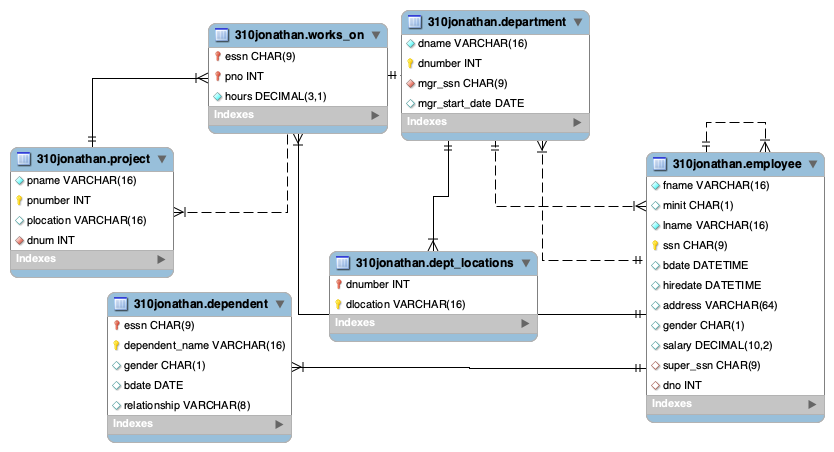 310jonathan.works_on
essn CHAR(9)
pno INT
hours DECIMAL(3,1)
Indexes
310jonathan.department
dname VARCHAR(16)
dnumber INT
mgr_ssn CHAR(9)
mgr_start_date DATE
Indexes
310jonathan.project
pname VARCHAR(16)
pnumber INT
plocation VARCHAR(16)
dnum INT
Indexes
310jonathan.employee
fname VARCHAR(16)
minit CHAR(1)
lname VARCHAR(16)
ssn CHAR(9)
bdate DATETIME
hiredate DATETIME
address VARCHAR(64)
gender CHAR(1)
salary DECIMAL(10,2)
super_ssn CHAR(9)
dno INT
Indexes
310jonathan.dept_locations
dnumber INT
dlocation VARCHAR(16)
Indexes
310jonathan.dependent
essn CHAR(9)
dependent_name VARCHAR(16)
gender CHAR(1)
bdate DATE
relationship VARCHAR(8)
Indexes